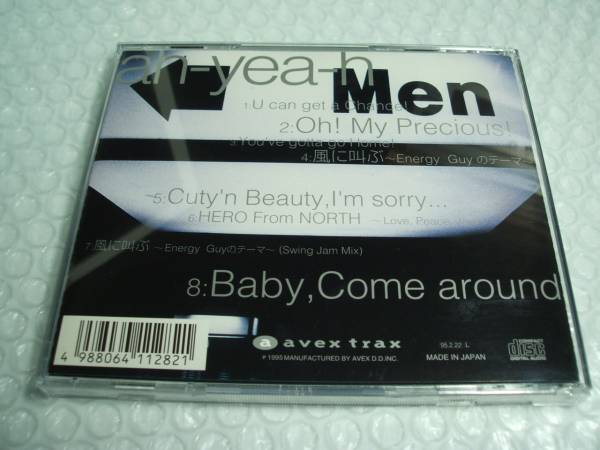 ah-yea-h
Men
1:U can get a Chance!
2:Oh! My Precious!
3:You've gotta go Home!
4:風に叫ぶ～Energy Guyのテーマ～
5:Cuty'n Beauty,I'm sorry...
6:HERO From NORTH ～Love, Peace,
7:風に叫ぶ ～Energy Guyのテーマ～ (Swing Jam Mix)
8:Baby,Come around
a avex trax
℗ 1995 MANUFACTURED BY AVEX D.D.INC.
95.2.22 L
MADE IN JAPAN
COMPACT
disc
DIGITAL AUDIO
4 988064 112821